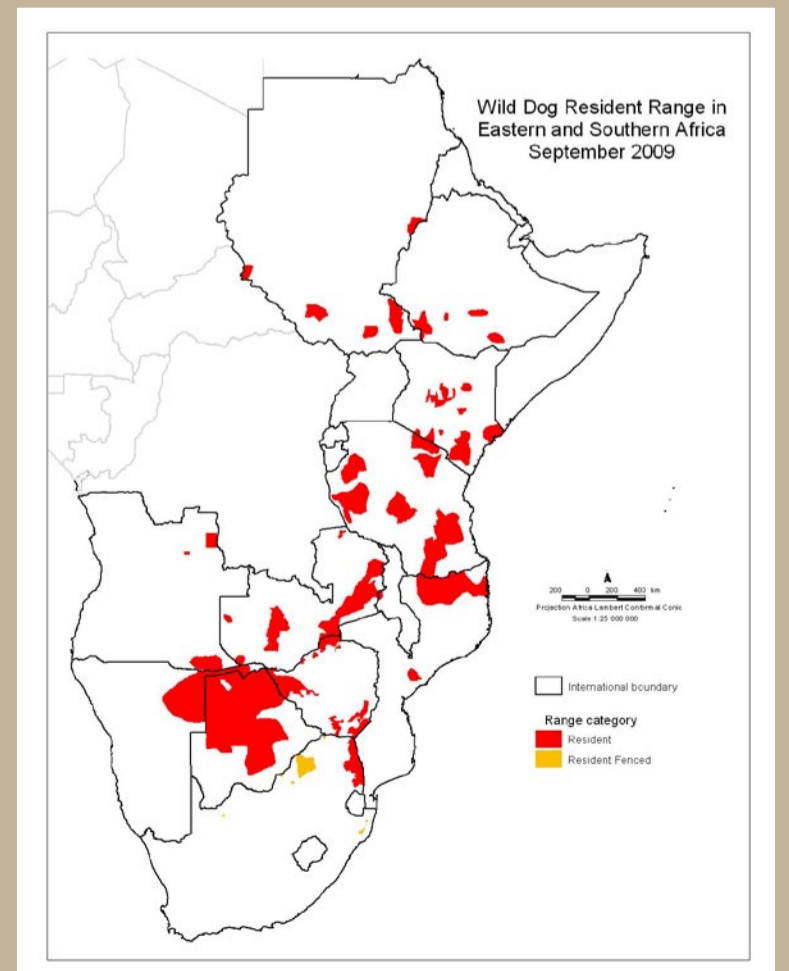 Wild Dog Resident Range in
Eastern and Southern Africa
September 2009
200 0 200 400 km
Projection Africa Lambert Conformal Conic
Scale 1:25 000 000
International boundary
Range category
Resident
Resident Fenced